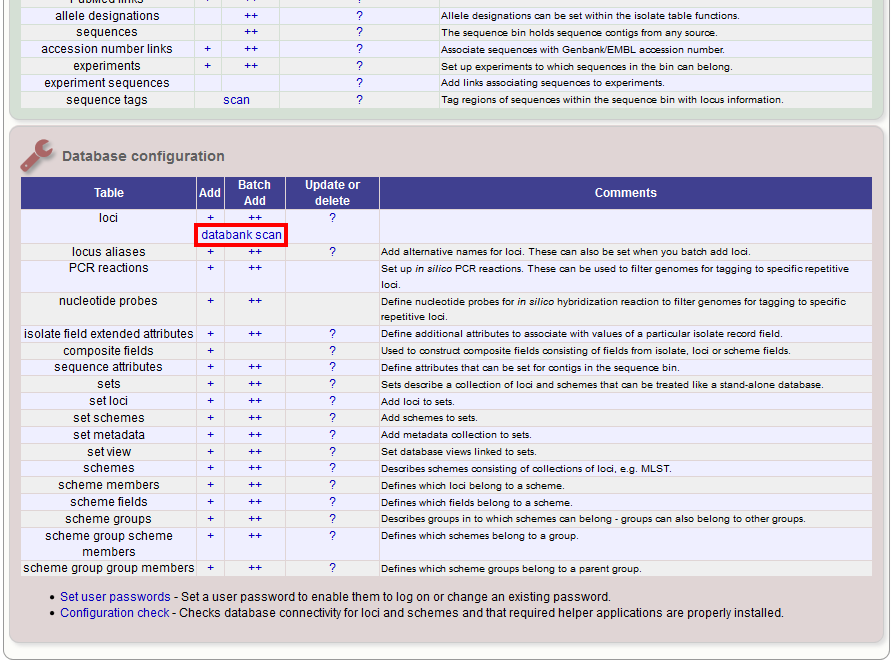 PubMed links + ++ ?
allele designations ++ ? Allele designations can be set within the isolate table functions.
sequences ++ ? The sequence bin holds sequence contigs from any source.
accession number links + ++ ? Associate sequences with Genbank/EMBL accession number.
experiments + ++ ? Set up experiments to which sequences in the bin can belong.
experiment sequences ? Add links associating sequences to experiments.
sequence tags scan ? Tag regions of sequences within the sequence bin with locus information.
Database configuration
Table Add Batch Add Update or delete Comments
loci + ++ ?
databank scan
locus aliases + ++ ? Add alternative names for loci. These can also be set when you batch add loci.
PCR reactions + ++ Set up in silico PCR reactions. These can be used to filter genomes for tagging to specific repetitive
loci.
nucleotide probes + ++ Define nucleotide probes for in silico hybridization reaction to filter genomes for tagging to specific
repetitive loci.
isolate field extended attributes + ++ ? Define additional attributes to associate with values of a particular isolate record field.
composite fields + ? Used to construct composite fields consisting of fields from isolate, loci or scheme fields.
sequence attributes + ++ ? Define attributes that can be set for contigs in the sequence bin.
sets + ++ ? Sets describe a collection of loci and schemes that can be treated like a stand-alone database.
set loci + ++ ? Add loci to sets.
set schemes + ++ ? Add schemes to sets.
set metadata + ++ ? Add metadata collection to sets.
set view + ++ ? Set database views linked to sets.
schemes + ++ ? Describes schemes consisting of collections of loci, e.g. MLST.
scheme members + ++ ? Defines which loci belong to a scheme.
scheme fields + ++ ? Defines which fields belong to a scheme.
scheme groups + ++ ? Describes groups in to which schemes can belong - groups can also belong to other groups.
scheme group scheme + ++ ? Defines which schemes belong to a group.
members
scheme group group members + ++ ? Defines which scheme groups belong to a parent group.
• Set user passwords - Set a user password to enable them to log on or change an existing password.
• Configuration check - Checks database connectivity for loci and schemes and that required helper applications are properly installed.